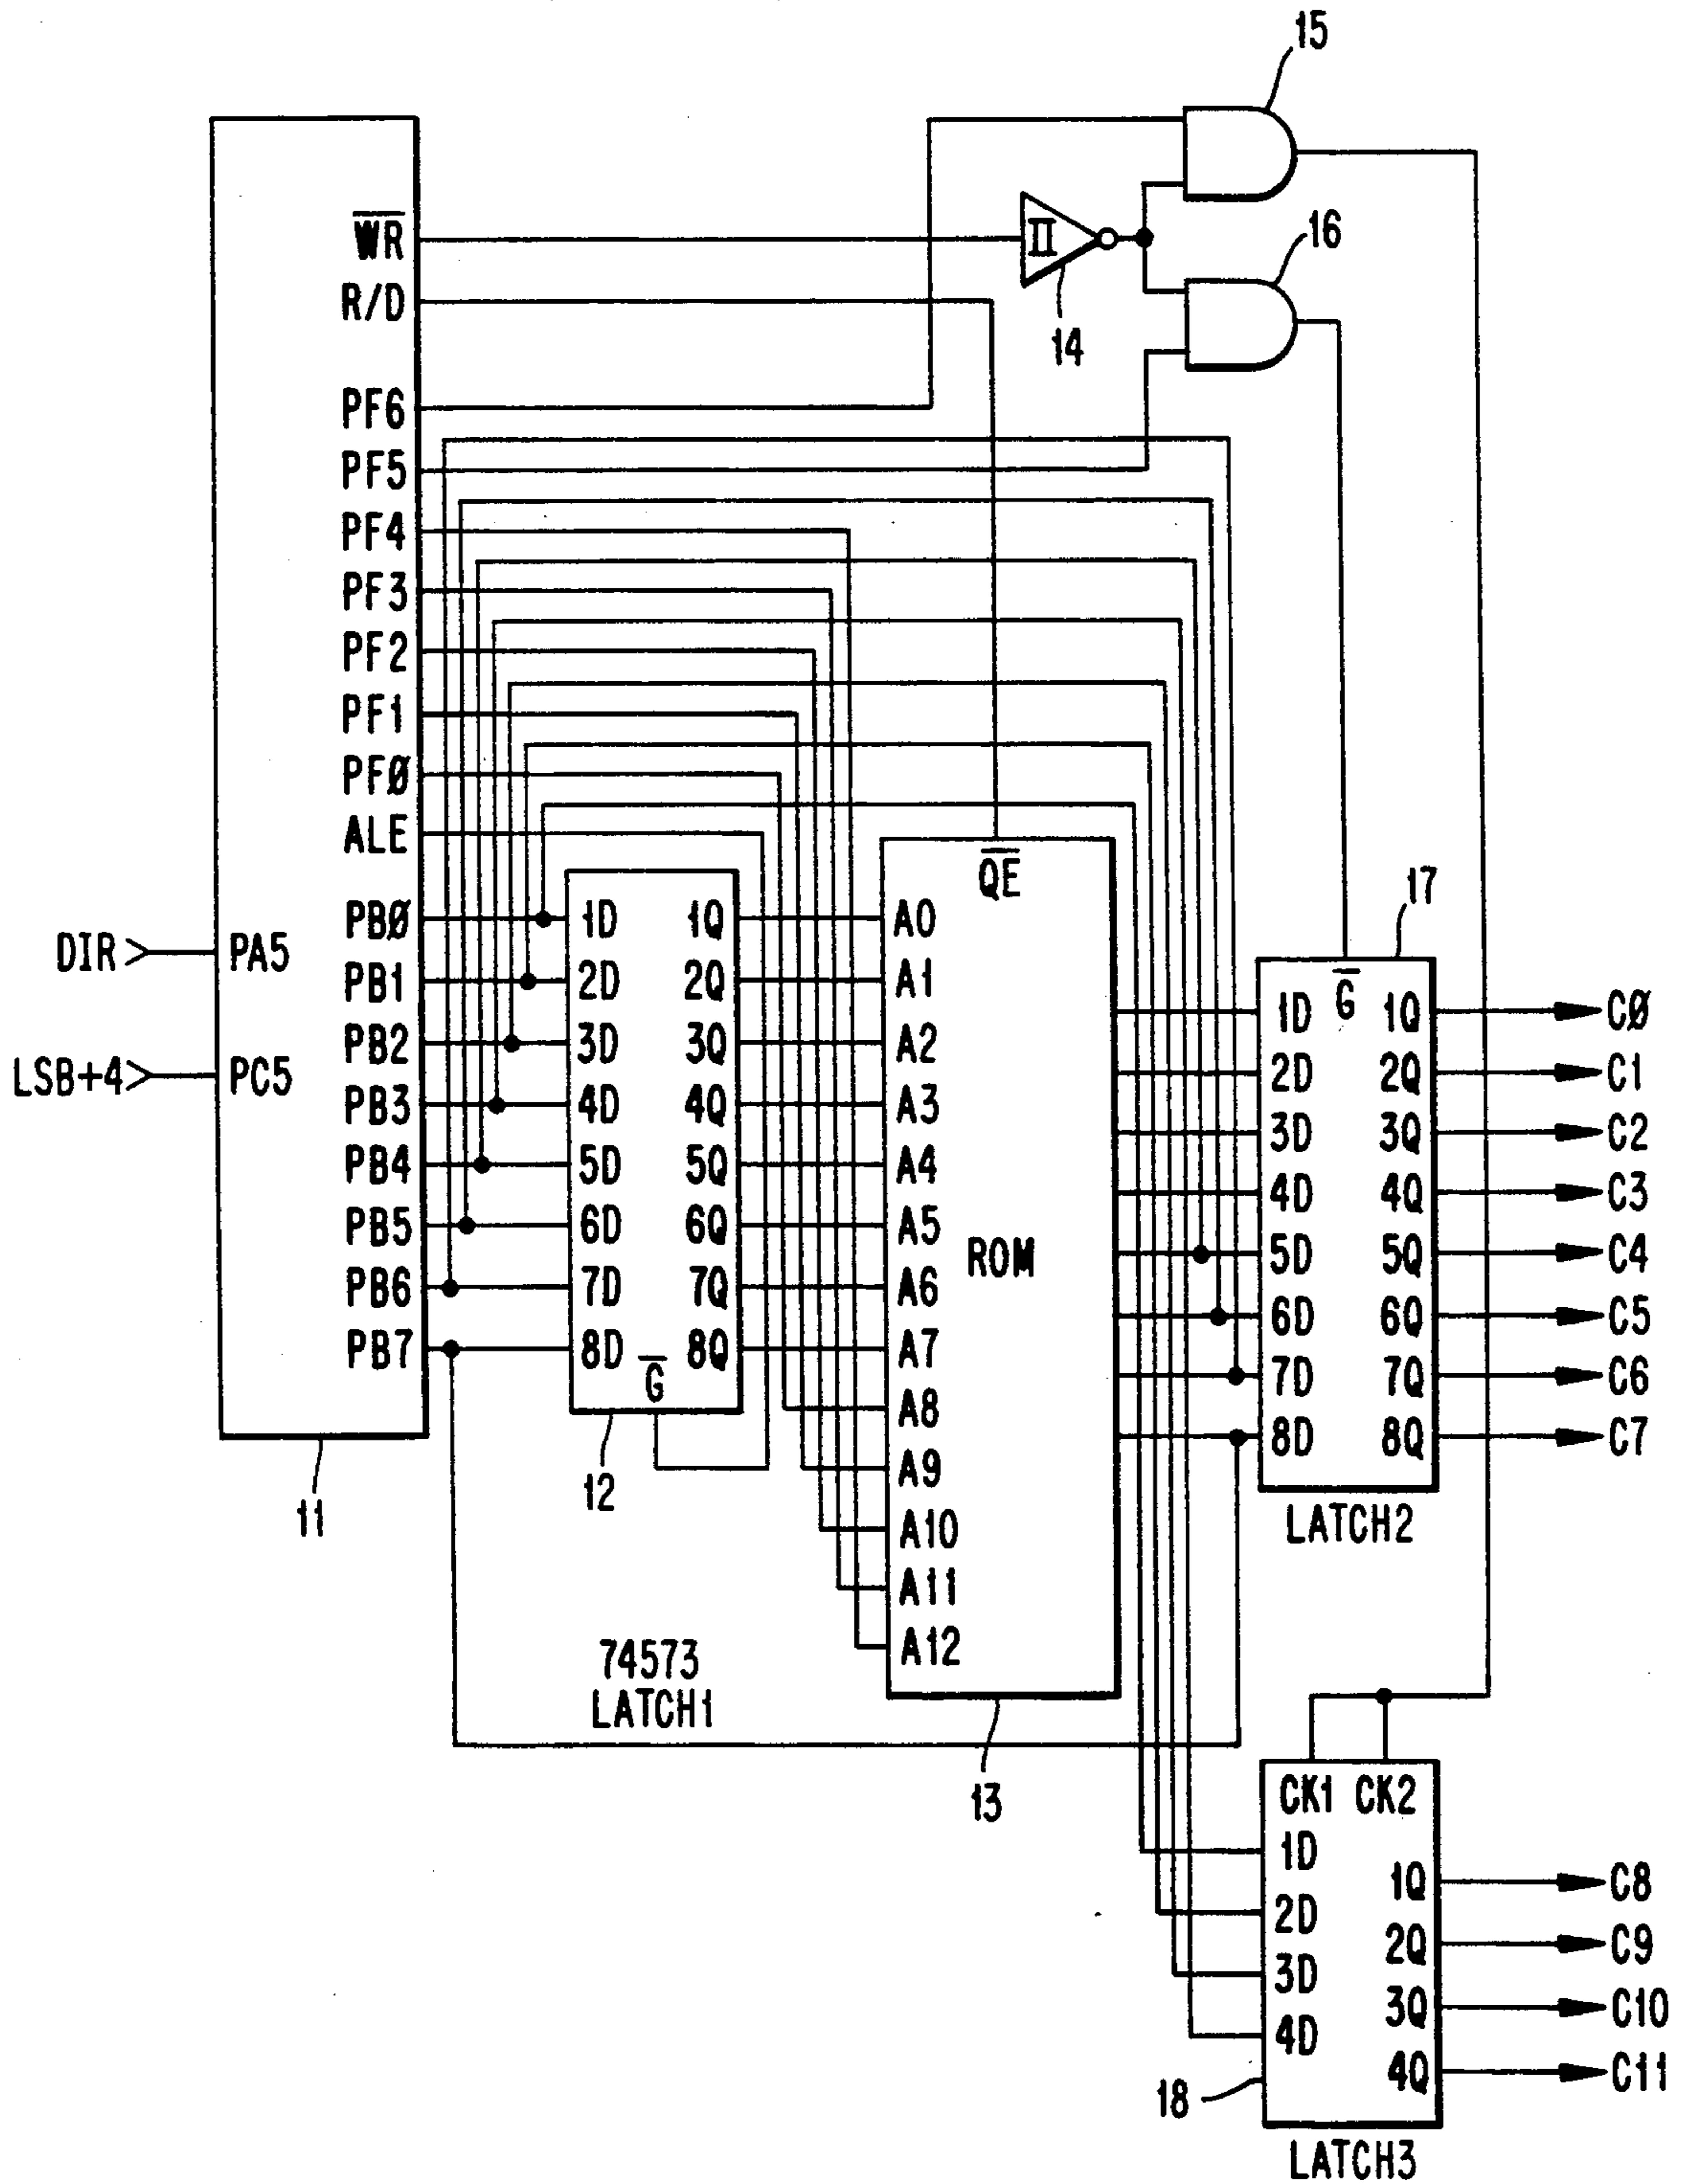 15
W̅R̅
II
16
R/D
14
PF6
PF5
PF4
PF3
PF2
PF1
PFØ
ALE
Q̅E̅
17
PBØ 1D 1Q A0
DIR PA5
PB1 2D 2Q A1
G̅
1D 1Q CØ
PB2 3D 3Q A2
LSB+4 PC5
2D 2Q C1
PB3 4D 4Q A3
3D 3Q C2
PB4 5D 5Q A4
4D 4Q C3
PB5 6D 6Q A5
ROM
5D 5Q C4
PB6 7D 7Q A6
6D 6Q C5
PB7 8D 8Q A7
G̅
7D 7Q C6
A8
8D 8Q C7
A9
11
12
A10
LATCH2
A11
A12
74573
LATCH1
13
CK1 CK2
1D
1Q C8
2D
2Q C9
3D
3Q C10
4D
4Q C11
18
LATCH3